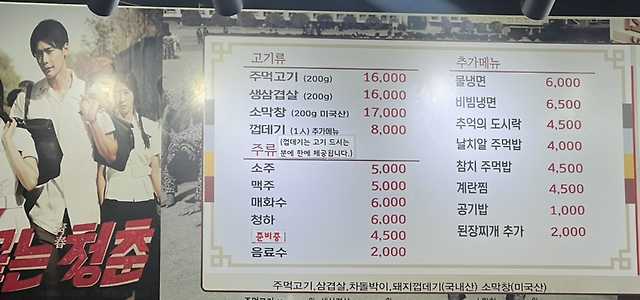 고기류
주먹고기 (200g) 16,000
생삼겹살 (200g) 16,000
소막창 (200g 미국산) 17,000
껍데기 (1人) 추가메뉴 8,000
(껍데기는 고기 드시는
분에 한해 제공됩니다.)
주류
소주 5,000
맥주 5,000
매화수 6,000
청하 6,000
준비중 4,500
음료수 2,000
추가메뉴
물냉면 6,000
비빔냉면 6,500
추억의 도시락 4,500
날치알 주먹밥 4,000
참치 주먹밥 4,500
계란찜 4,500
공기밥 1,000
된장찌개 추가 2,000
주먹고기,삼겹살,차돌박이,돼지껍데기(국내산) 소막창(미국산)
靑春
는 청춘